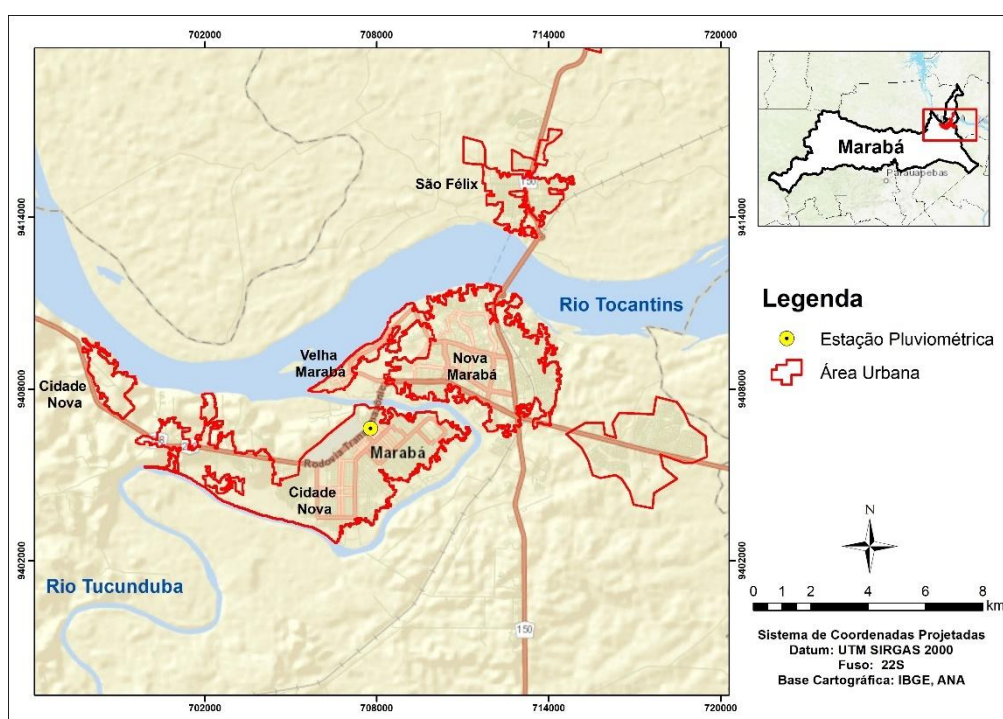 702000
708000
714000
720000
9414000
9408000
9402000
9414000
9408000
9402000
702000
708000
714000
720000
São Félix
150
Rio Tocantins
Velha
Marabá
Nova
Marabá
Cidade
Nova
Rodovia Trans
Marabá
Cidade
Nova
Rio Tucunduba
150
Marabá
Parauapebas
Legenda
Estação Pluviométrica
Área Urbana
N
0 1 2 4 6 8
km
Sistema de Coordenadas Projetadas
Datum: UTM SIRGAS 2000
Fuso: 22S
Base Cartográfica: IBGE, ANA